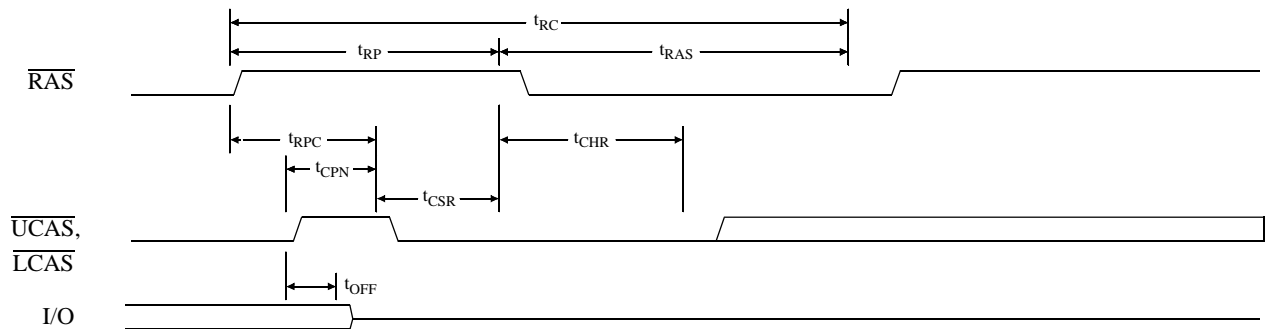 tRC
tRP tRAS
RAS
tRPC tCHR
tCPN
tCSR
UCAS,
LCAS
tOFF
I/O